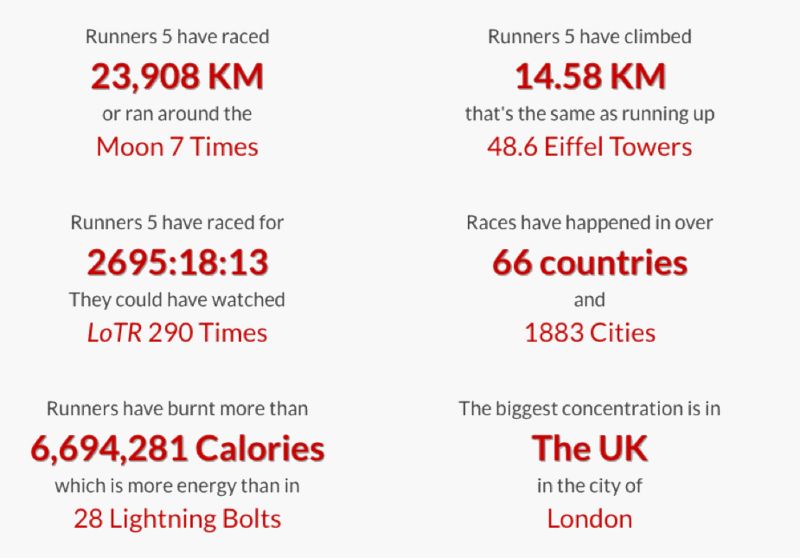 Runners 5 have raced
23,908 KM
or ran around the
Moon 7 Times
Runners 5 have climbed
14.58 KM
that's the same as running up
48.6 Eiffel Towers
Runners 5 have raced for
2695:18:13
They could have watched
LoTR 290 Times
Races have happened in over
66 countries
and
1883 Cities
Runners have burnt more than
6,694,281 Calories
which is more energy than in
28 Lightning Bolts
The biggest concentration is in
The UK
in the city of
London